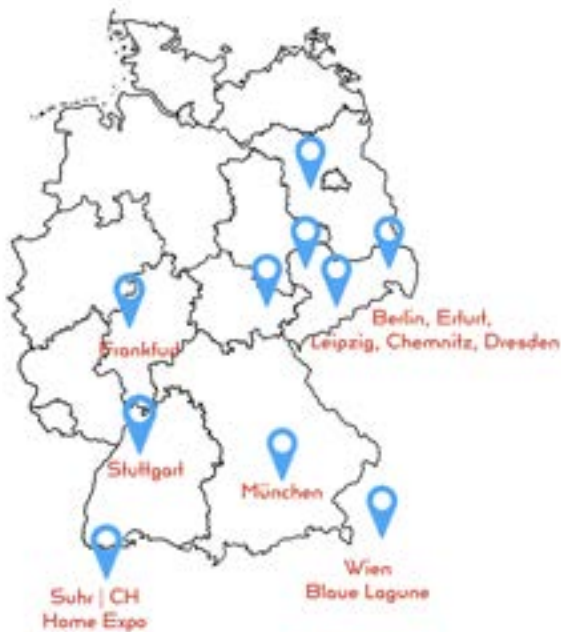 Berlin, Erfurt,
Leipzig, Chemnitz, Dresden
Frankfurt
Stuttgart
München
Wien
Blaue Lagune
Suhr | CH
Home Expo